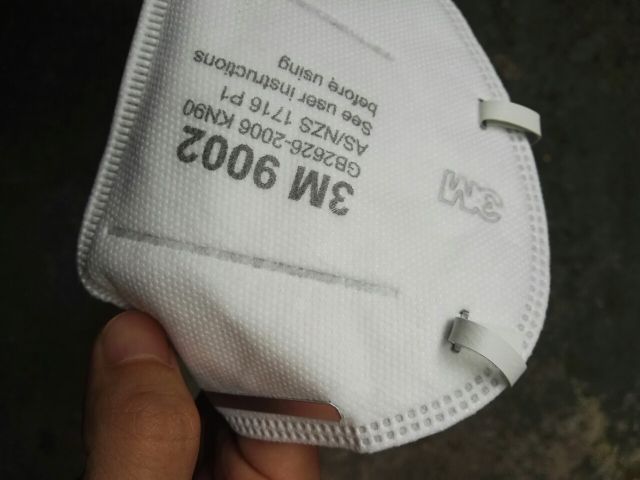 3M 9002
GB2626-2006 KN90
AS/NZS 1716 P1
See user instructions
before using
3M